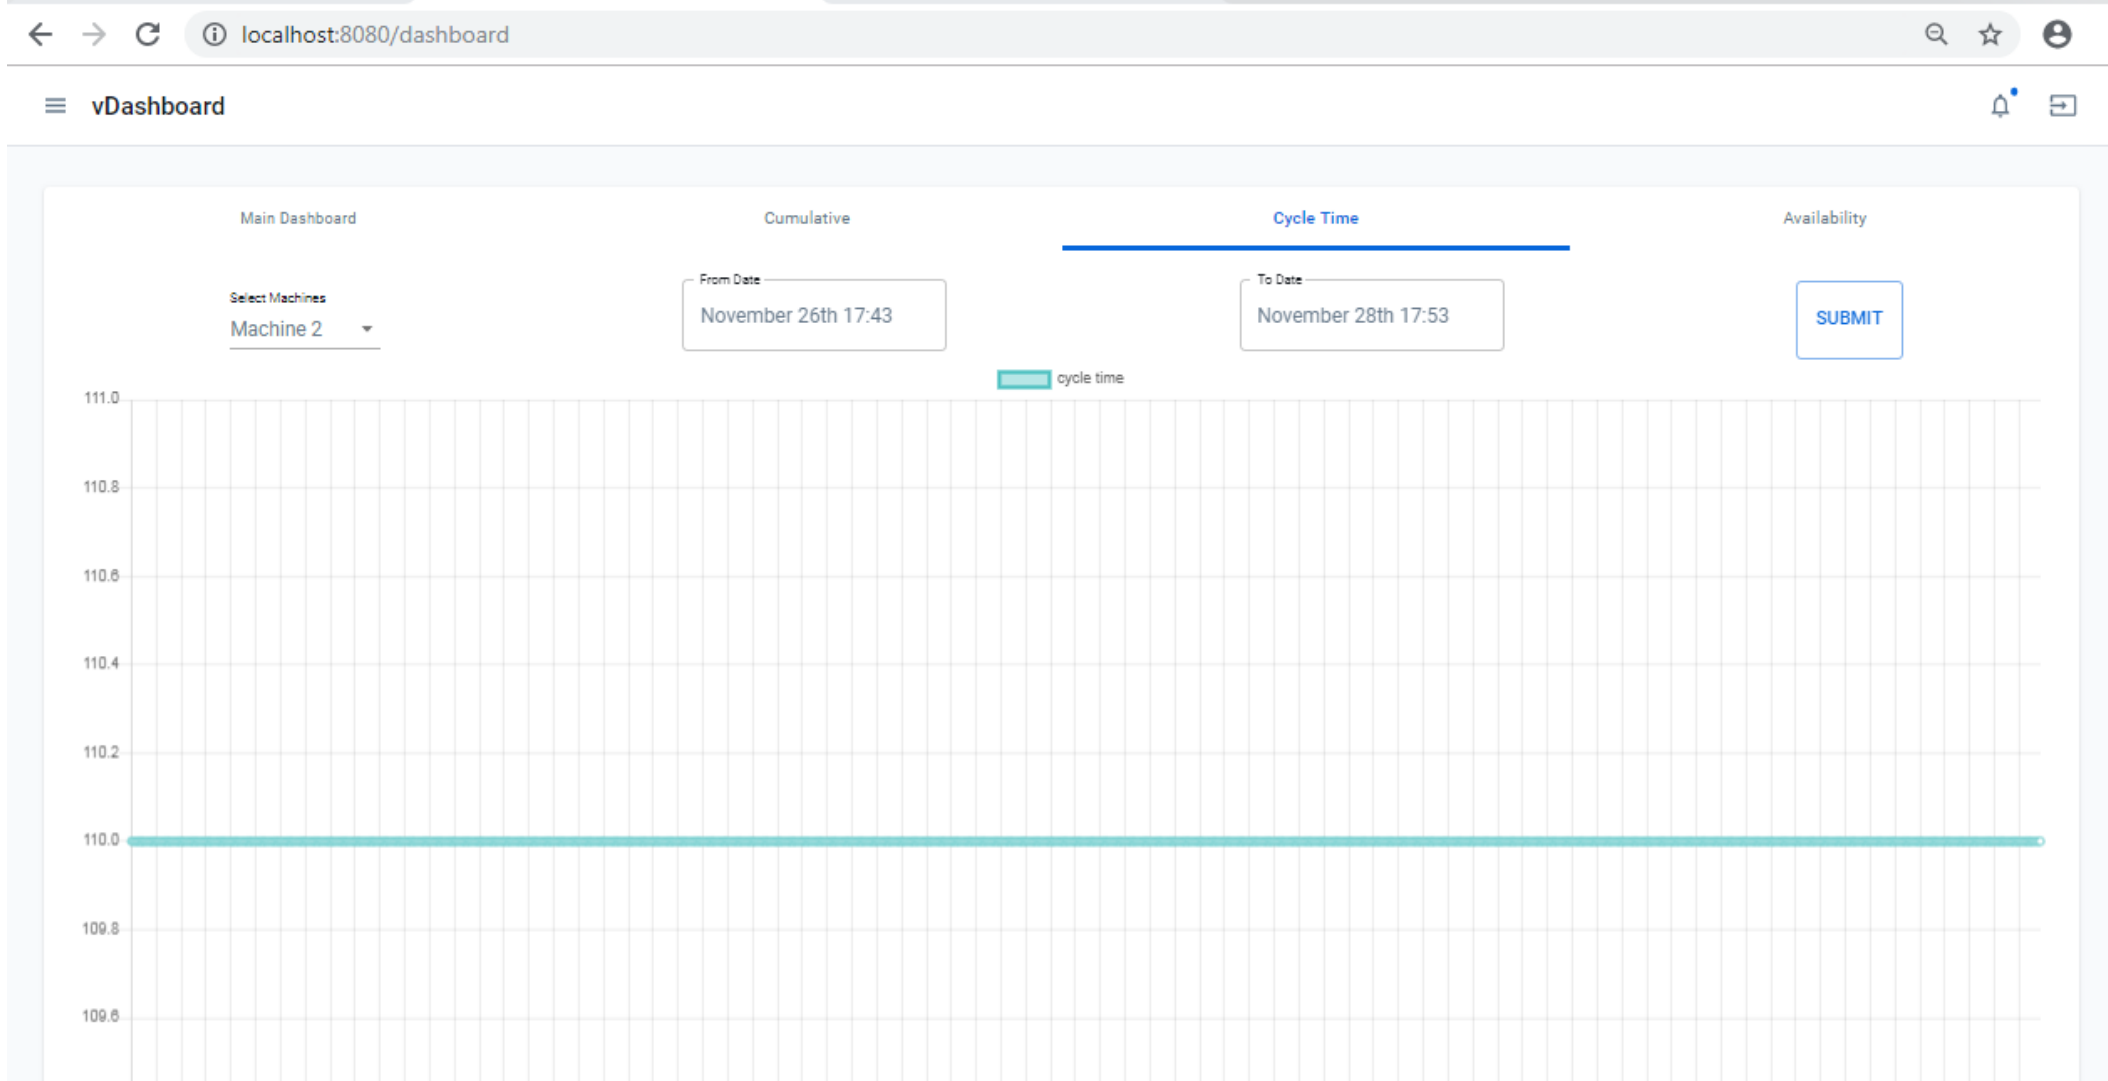 localhost:8080/dashboard
vDashboard
Main Dashboard
Cumulative
Cycle Time
Availability
Select Machines
Machine 2
From Date
November 26th 17:43
To Date
November 28th 17:53
SUBMIT
cycle time
111.0
110.8
110.6
110.4
110.2
110.0
109.8
109.6